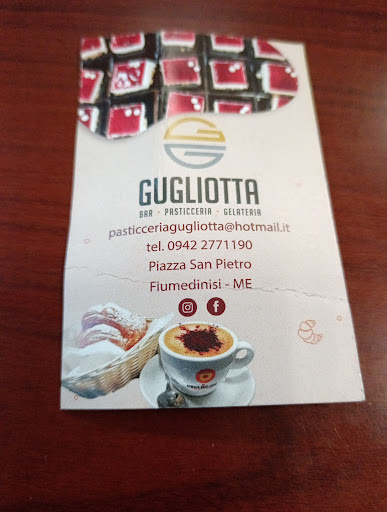 GUGLIOTTA
BAR - PASTICCERIA - GELATERIA
pasticceriagugliotta@hotmail.it
tel. 0942 2771190
Piazza San Pietro
Fiumedinisi - ME